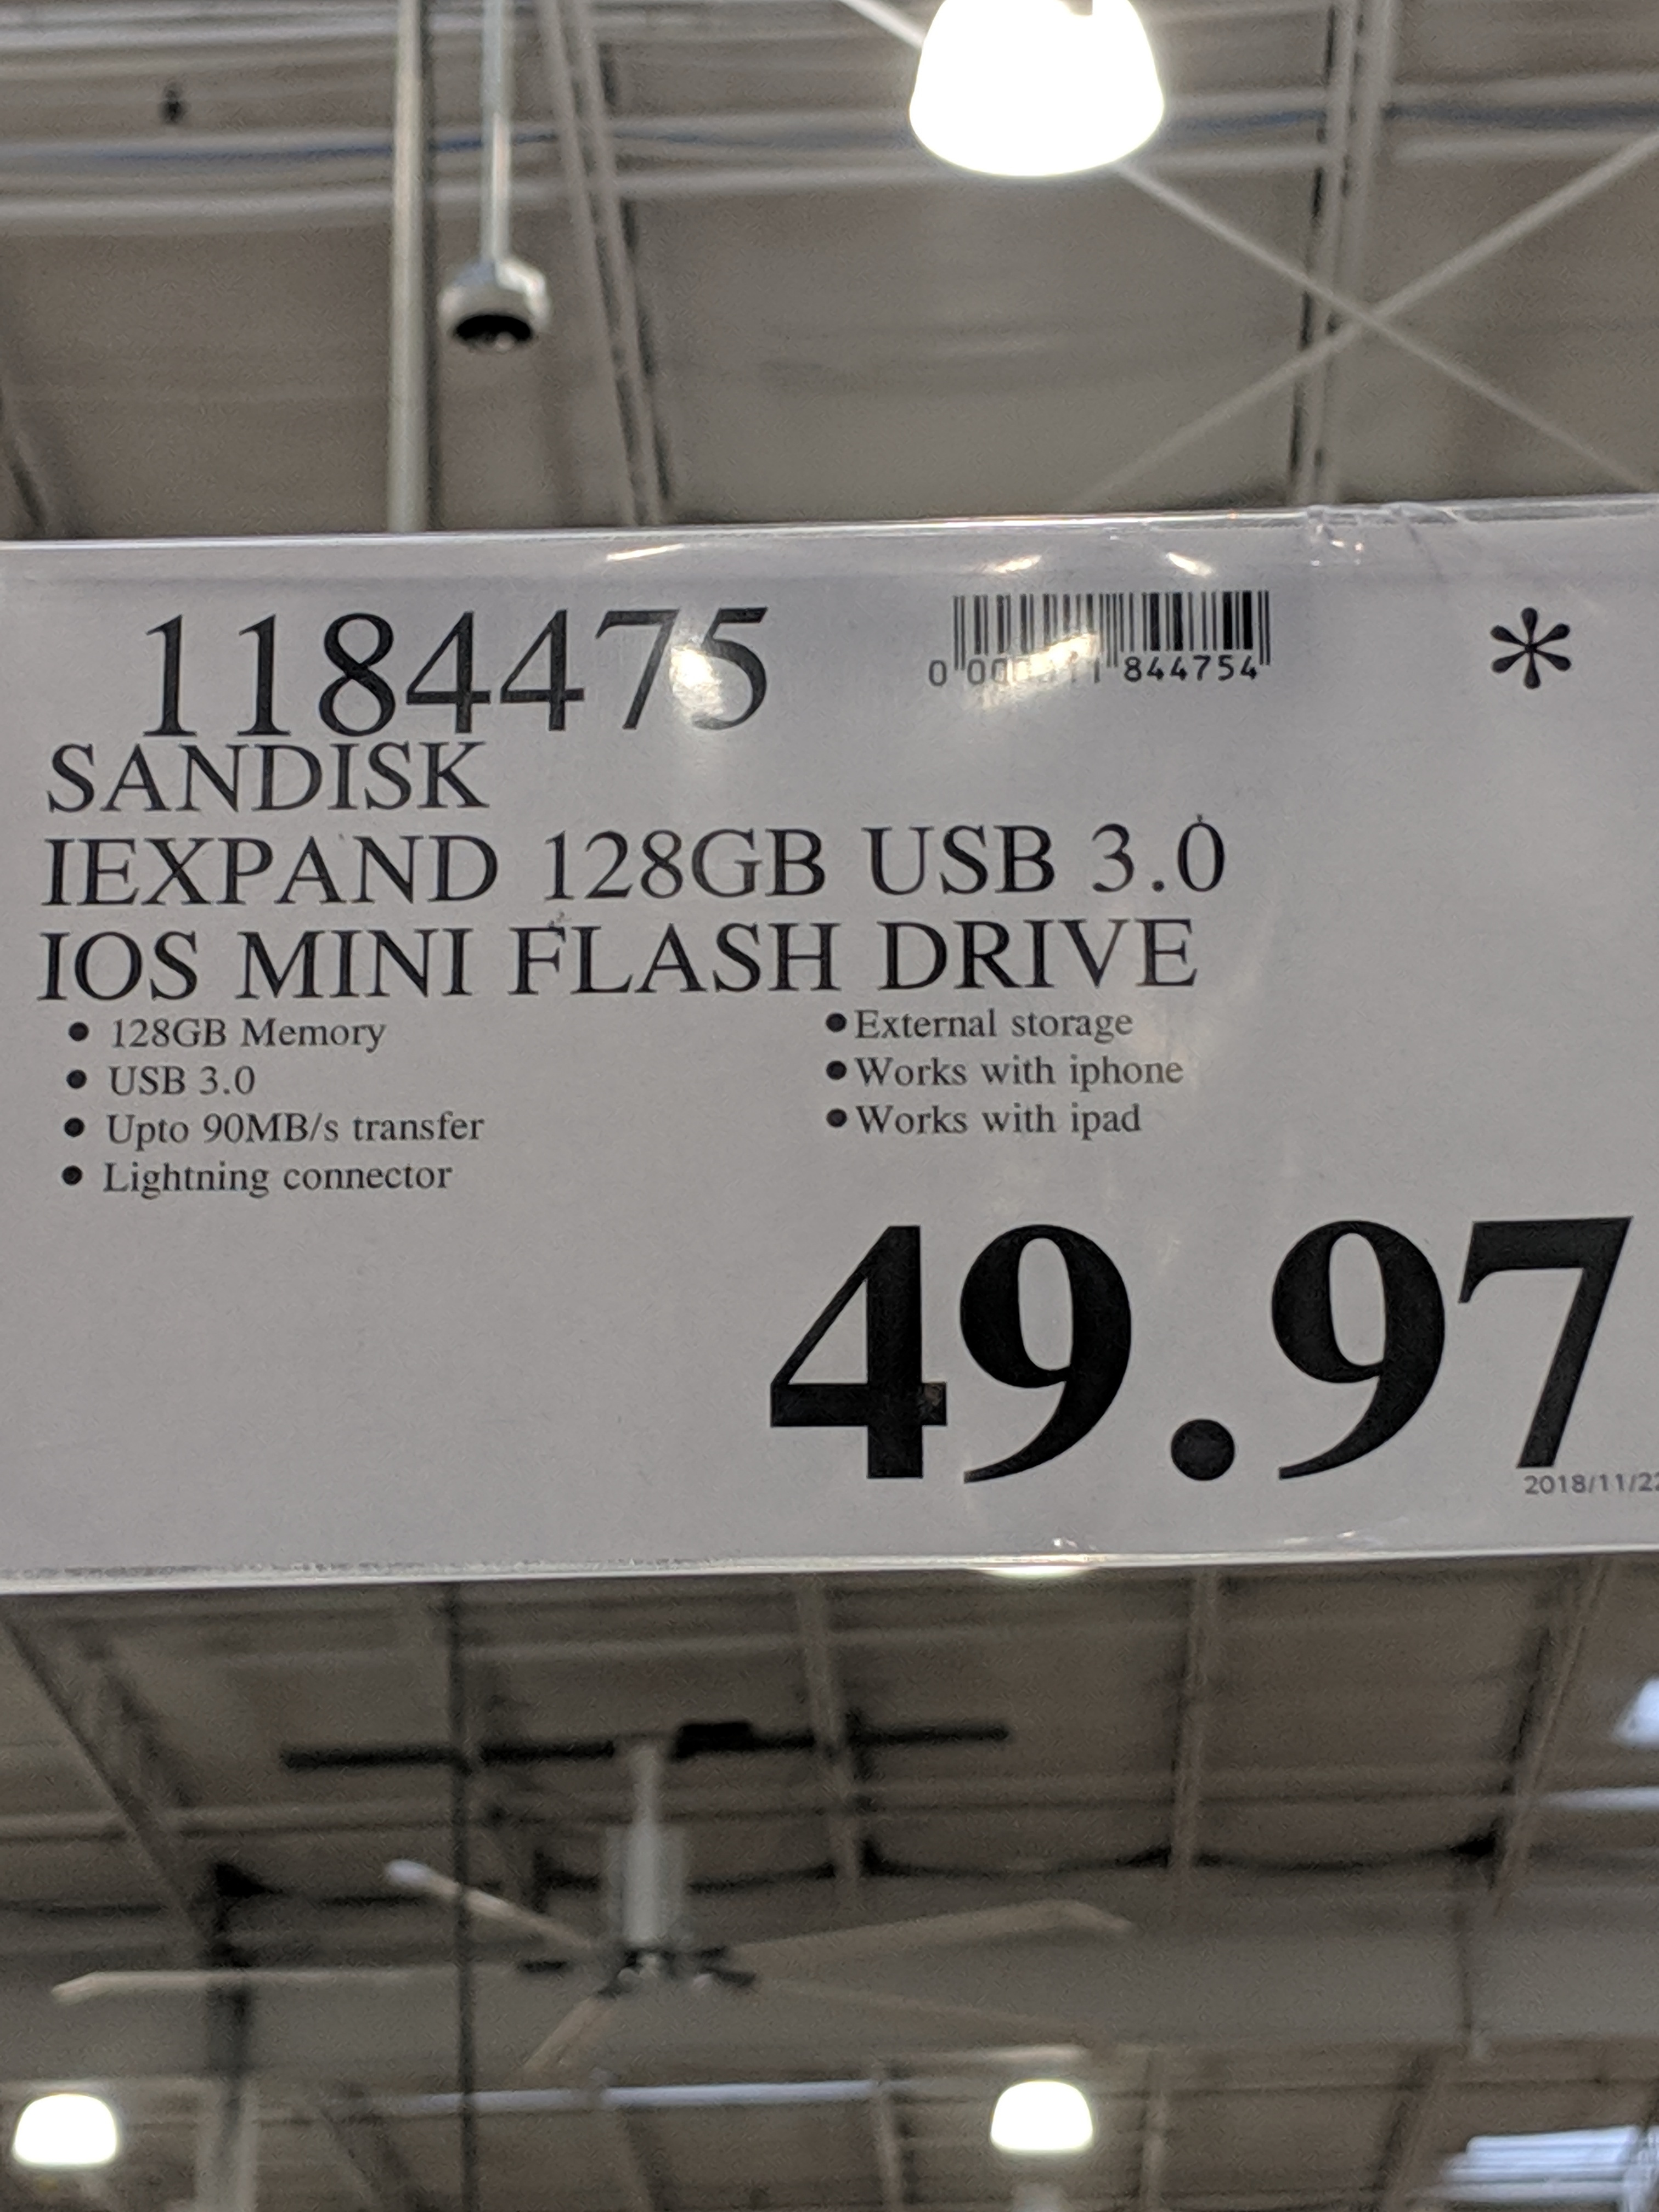 1184475
844754
*
SANDISK
IEXPAND 128GB USB 3.0
IOS MINI FLASH DRIVE
• 128GB Memory
• USB 3.0
• Upto 90MB/s transfer
• Lightning connector
• External storage
• Works with iphone
• Works with ipad
49.97
2018/11/22